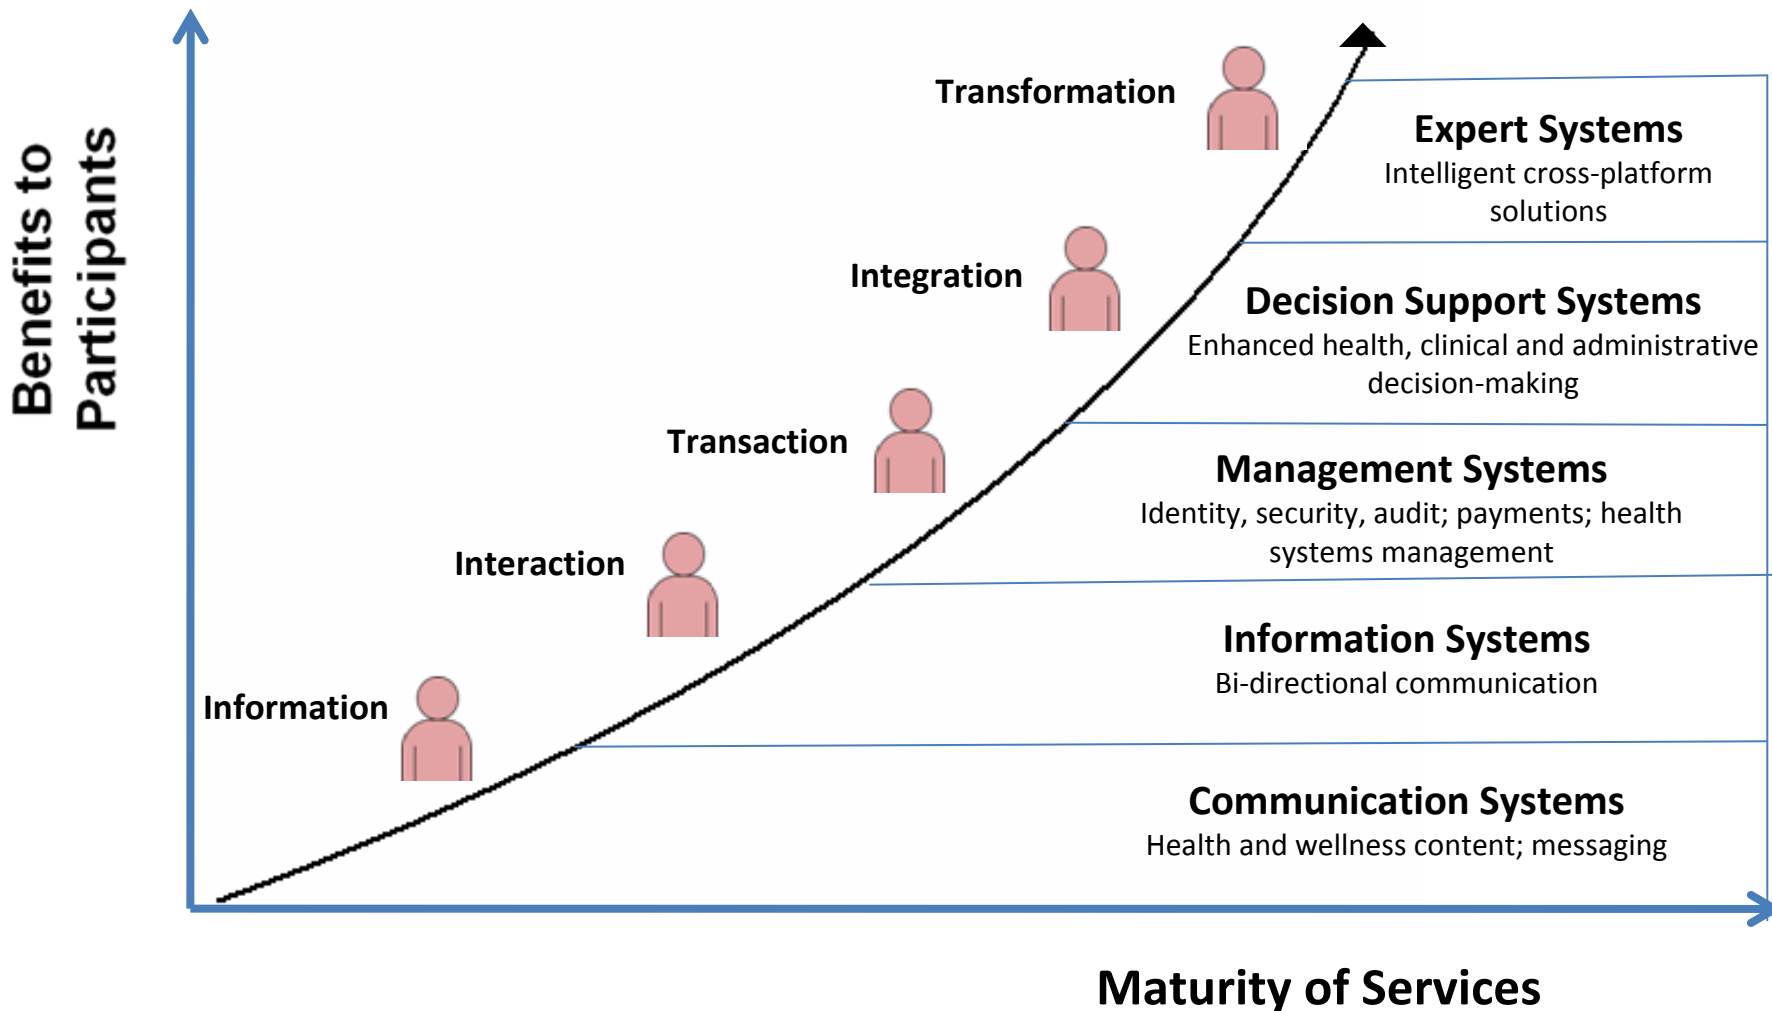 Benefits to
Participants
Transformation
Expert Systems
Intelligent cross-platform
solutions
Integration
Decision Support Systems
Enhanced health, clinical and administrative
decision-making
Transaction
Management Systems
Identity, security, audit; payments; health
systems management
Interaction
Information Systems
Bi-directional communication
Information
Communication Systems
Health and wellness content; messaging
Maturity of Services